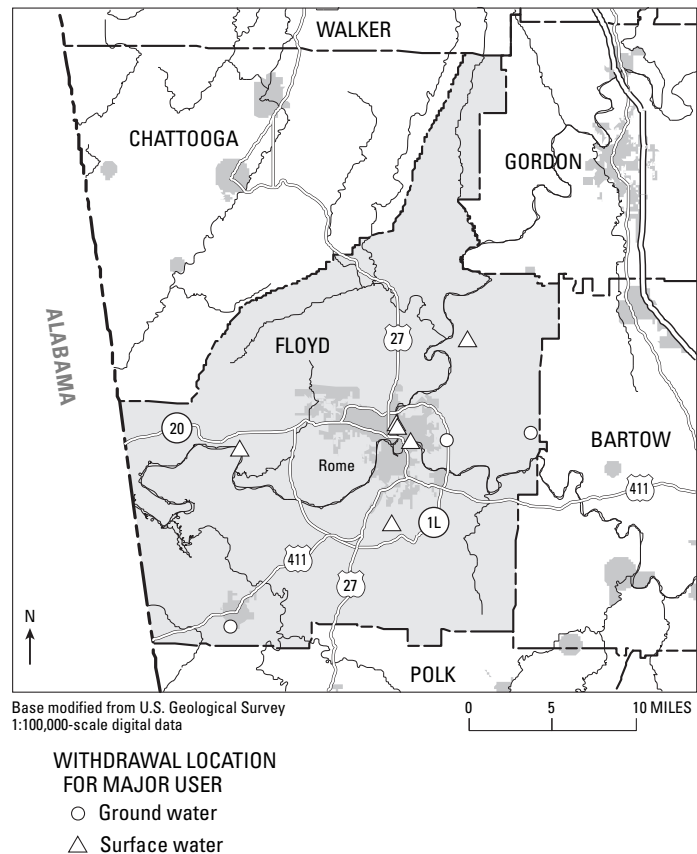 WALKER
CHATTOOGA
GORDON
ALABAMA
FLOYD
27
20
Rome
BARTOW
411
1L
411
27
N
POLK
Base modified from U.S. Geological Survey
1:100,000-scale digital data
0 5 10 MILES
WITHDRAWAL LOCATION
FOR MAJOR USER
Ground water
Surface water